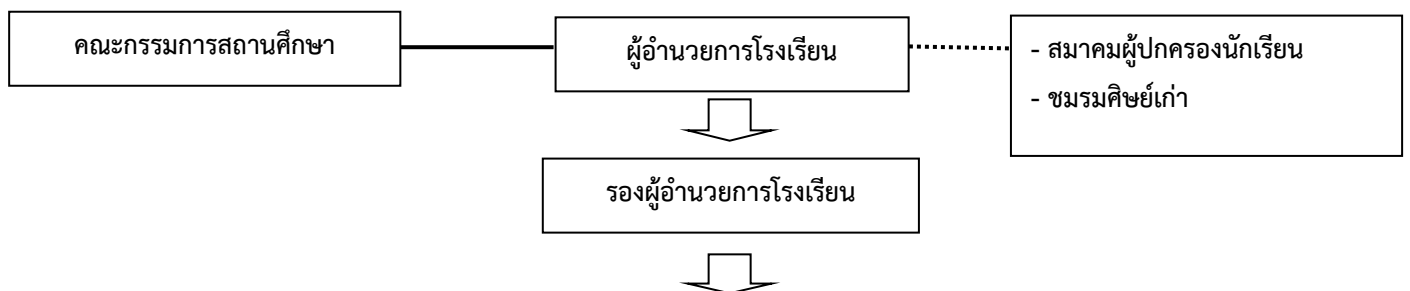 คณะกรรมการสถานศึกษา
ผู้อำนวยการโรงเรียน
- สมาคมผู้ปกครองนักเรียน
- ชมรมศิษย์เก่า
รองผู้อำนวยการโรงเรียน